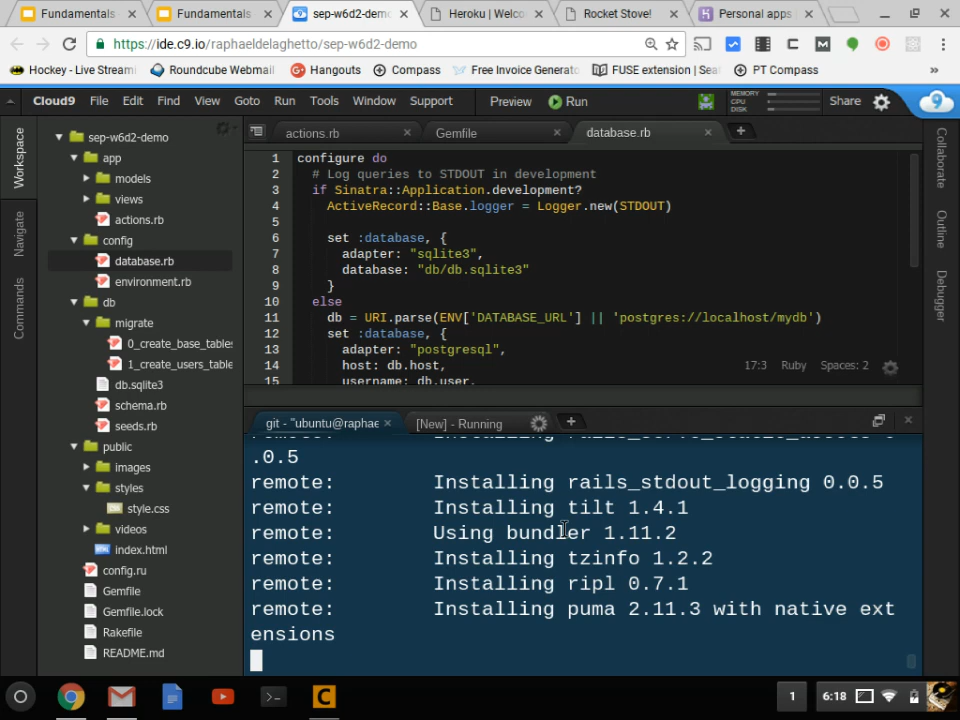 Fundamentals
Fundamentals
sep-w6d2-demo
Heroku | Welco
Rocket Stove!
Personal apps
https://ide.c9.io/raphaeldelaghetto/sep-w6d2-demo
Hockey - Live Stream
Roundcube Webmail
Hangouts
Compass
Free Invoice Generato
FUSE extension | Sea
PT Compass
»
Cloud9 File Edit Find View Goto Run Tools Window Support Preview Run MEMORY CPU DISK Share
Workspace
Navigate
Commands
sep-w6d2-demo
app
models
views
actions.rb
config
database.rb
environment.rb
db
migrate
0_create_base_tables
1_create_users_table
db.sqlite3
schema.rb
seeds.rb
public
images
styles
style.css
videos
index.html
config.ru
Gemfile
Gemfile.lock
Rakefile
README.md
actions.rb Gemfile database.rb
1 configure do
2 # Log queries to STDOUT in development
3 if Sinatra::Application.development?
4 ActiveRecord::Base.logger = Logger.new(STDOUT)
5
6 set :database, {
7 adapter: "sqlite3",
8 database: "db/db.sqlite3"
9 }
10 else
11 db = URI.parse(ENV['DATABASE_URL'] || 'postgres://localhost/mydb')
12 set :database, {
13 adapter: "postgresql",
14 host: db.host,
15 username: db.user,
17:3 Ruby Spaces: 2
git - "ubuntu@raphae [New] - Running
remote: Installing rails_serve_static_assets 0
.0.5
remote: Installing rails_stdout_logging 0.0.5
remote: Installing tilt 1.4.1
remote: Using bundler 1.11.2
remote: Installing tzinfo 1.2.2
remote: Installing ripl 0.7.1
remote: Installing puma 2.11.3 with native ext
ensions
Collaborate
Outline
Debugger
1 6:18